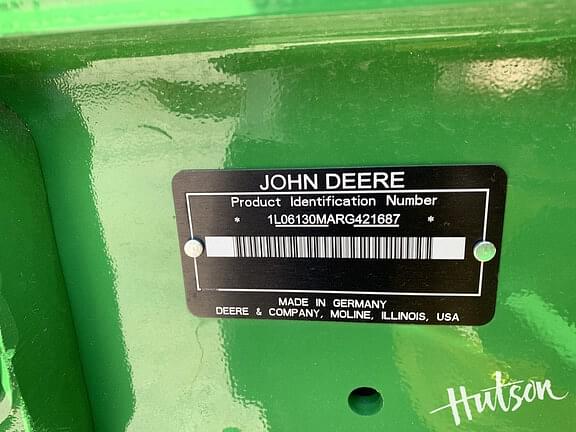 JOHN DEERE
Product Identification Number
* 1L06130MARG421687 *
MADE IN GERMANY
DEERE & COMPANY, MOLINE, ILLINOIS, USA
Hutson